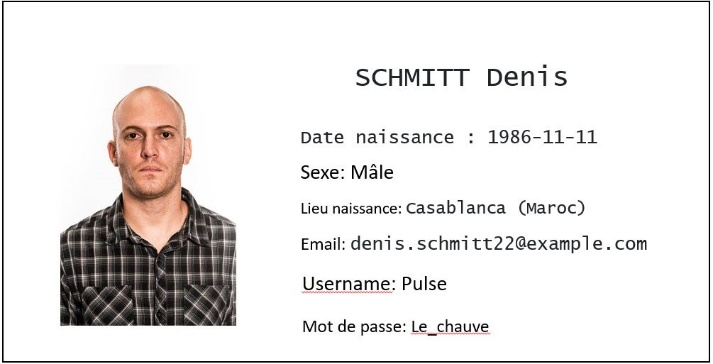 SCHMITT Denis
Date naissance : 1986-11-11
Sexe: Mâle
Lieu naissance: Casablanca (Maroc)
Email: denis.schmitt22@example.com
Username: Pulse
Mot de passe: Le_chauve